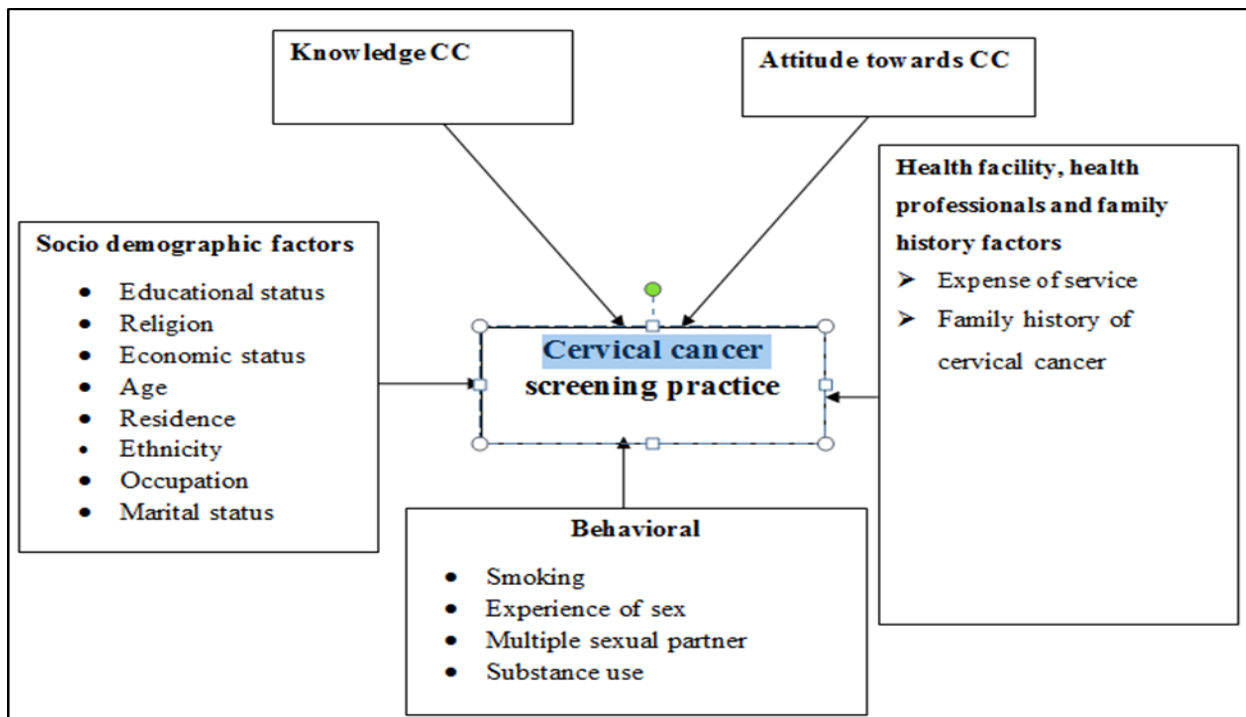 Knowledge CC
Attitude towards CC
Health facility, health
professionals and family
history factors
➢ Expense of service
➢ Family history of
cervical cancer
Socio demographic factors
• Educational status
• Religion
• Economic status
• Age
• Residence
• Ethnicity
• Occupation
• Marital status
Cervical cancer
screening practice
Behavioral
• Smoking
• Experience of sex
• Multiple sexual partner
• Substance use